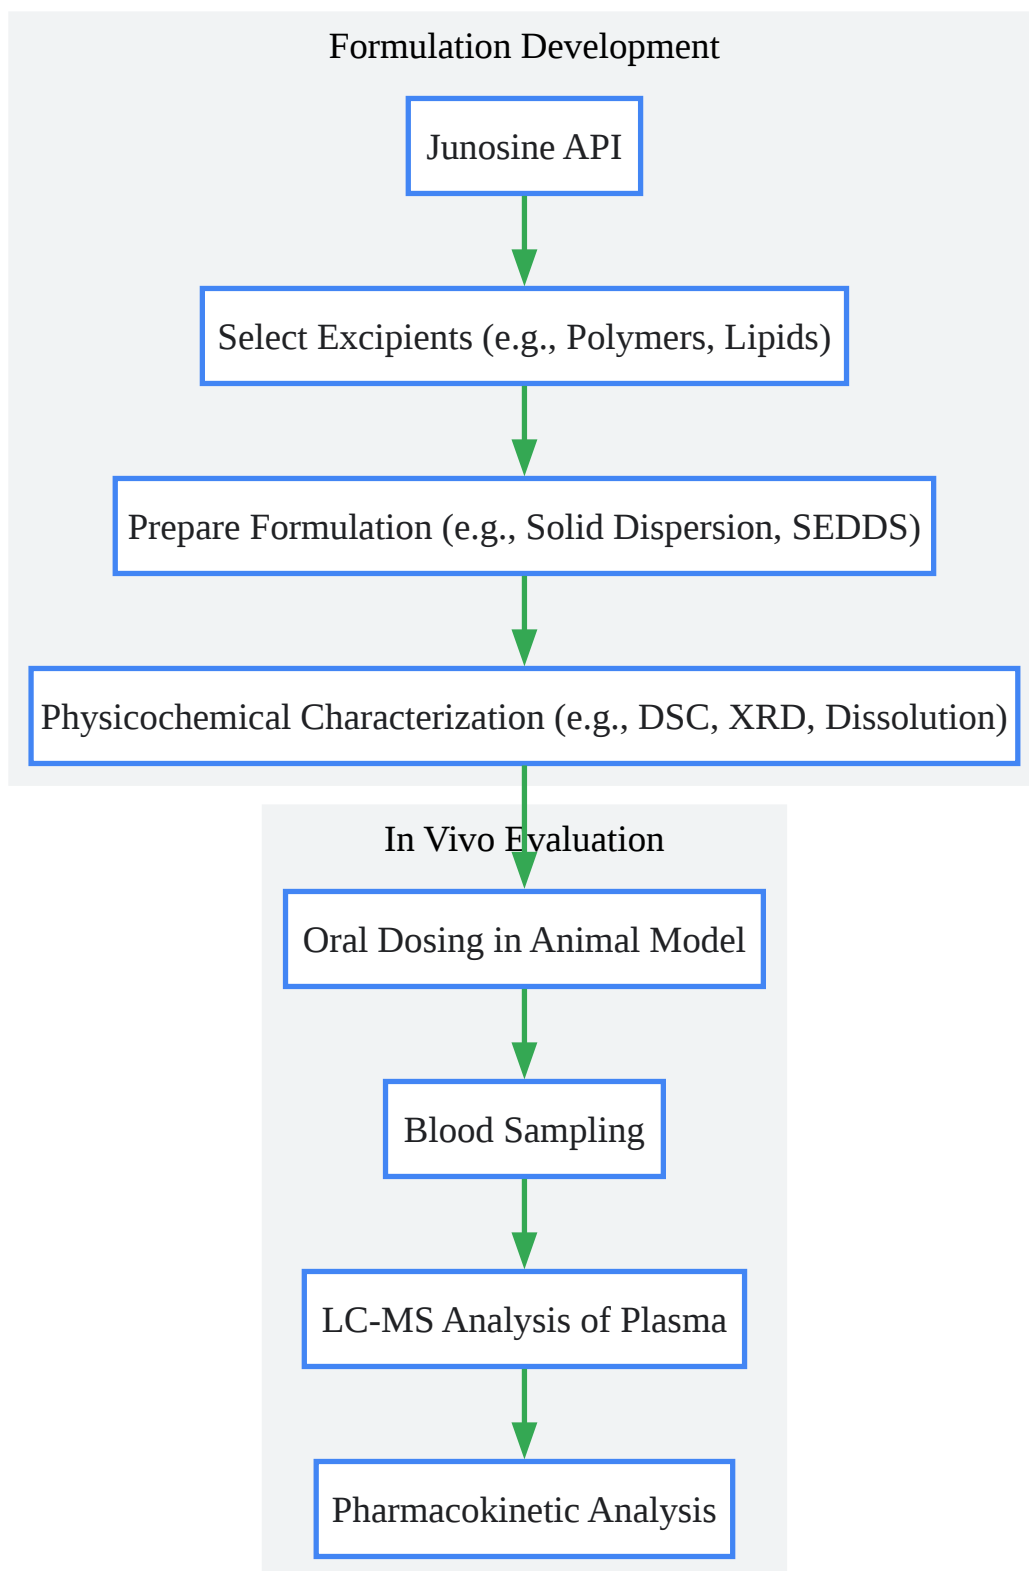 Formulation Development
Junosine API
Select Excipients (e.g., Polymers, Lipids)
Prepare Formulation (e.g., Solid Dispersion, SEDDS)
Physicochemical Characterization (e.g., DSC, XRD, Dissolution)
In Vivo Evaluation
Oral Dosing in Animal Model
Blood Sampling
LC-MS Analysis of Plasma
Pharmacokinetic Analysis